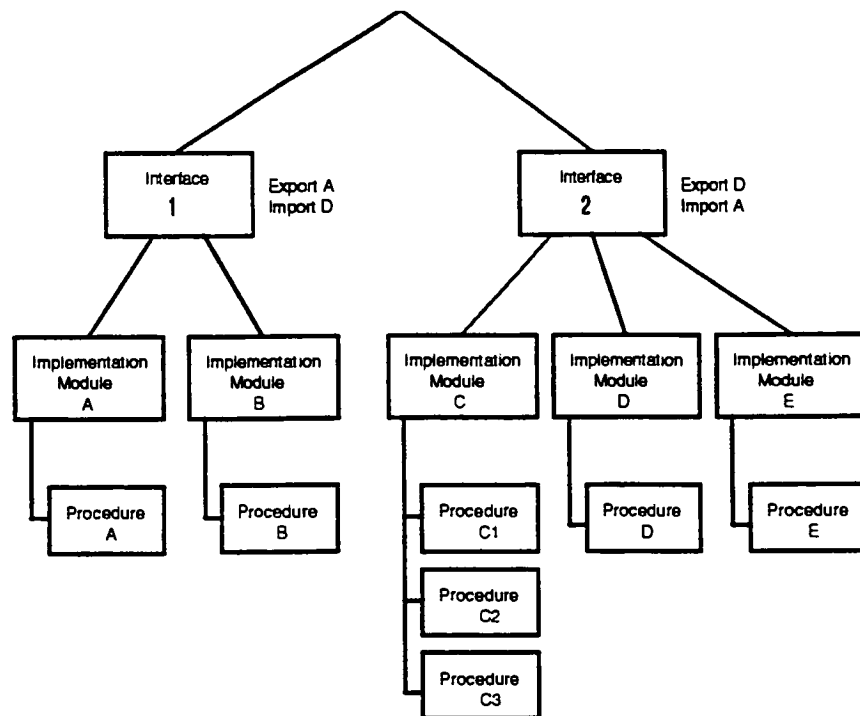 Interface
1
Export A
Import D
Interface
2
Export D
Import A
Implementation
Module
A
Implementation
Module
B
Implementation
Module
C
Implementation
Module
D
Implementation
Module
E
Procedure
A
Procedure
B
Procedure
C1
Procedure
D
Procedure
E
Procedure
C2
Procedure
C3